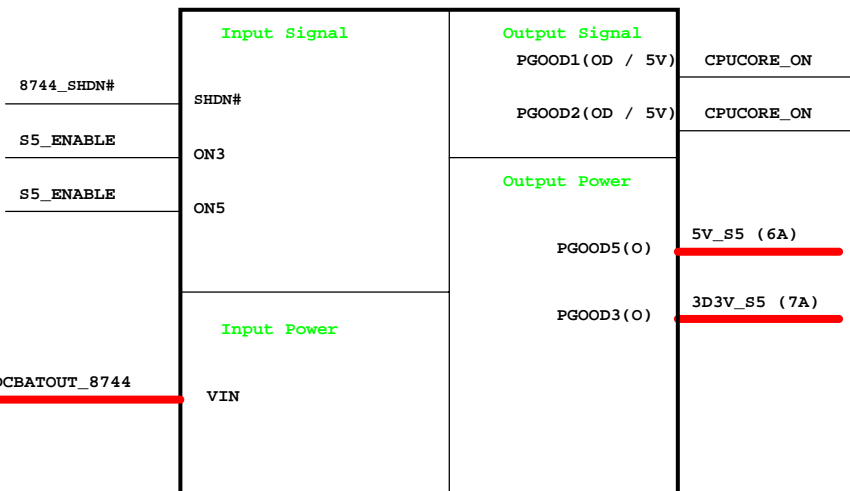 Input Signal
Output Signal
PGOOD1(OD / 5V)
CPUCORE_ON
8744_SHDN#
SHDN#
PGOOD2(OD / 5V)
CPUCORE_ON
S5_ENABLE
ON3
Output Power
S5_ENABLE
ON5
5V_S5 (6A)
PGOOD5(O)
3D3V_S5 (7A)
PGOOD3(O)
Input Power
DCBATOUT_8744
VIN